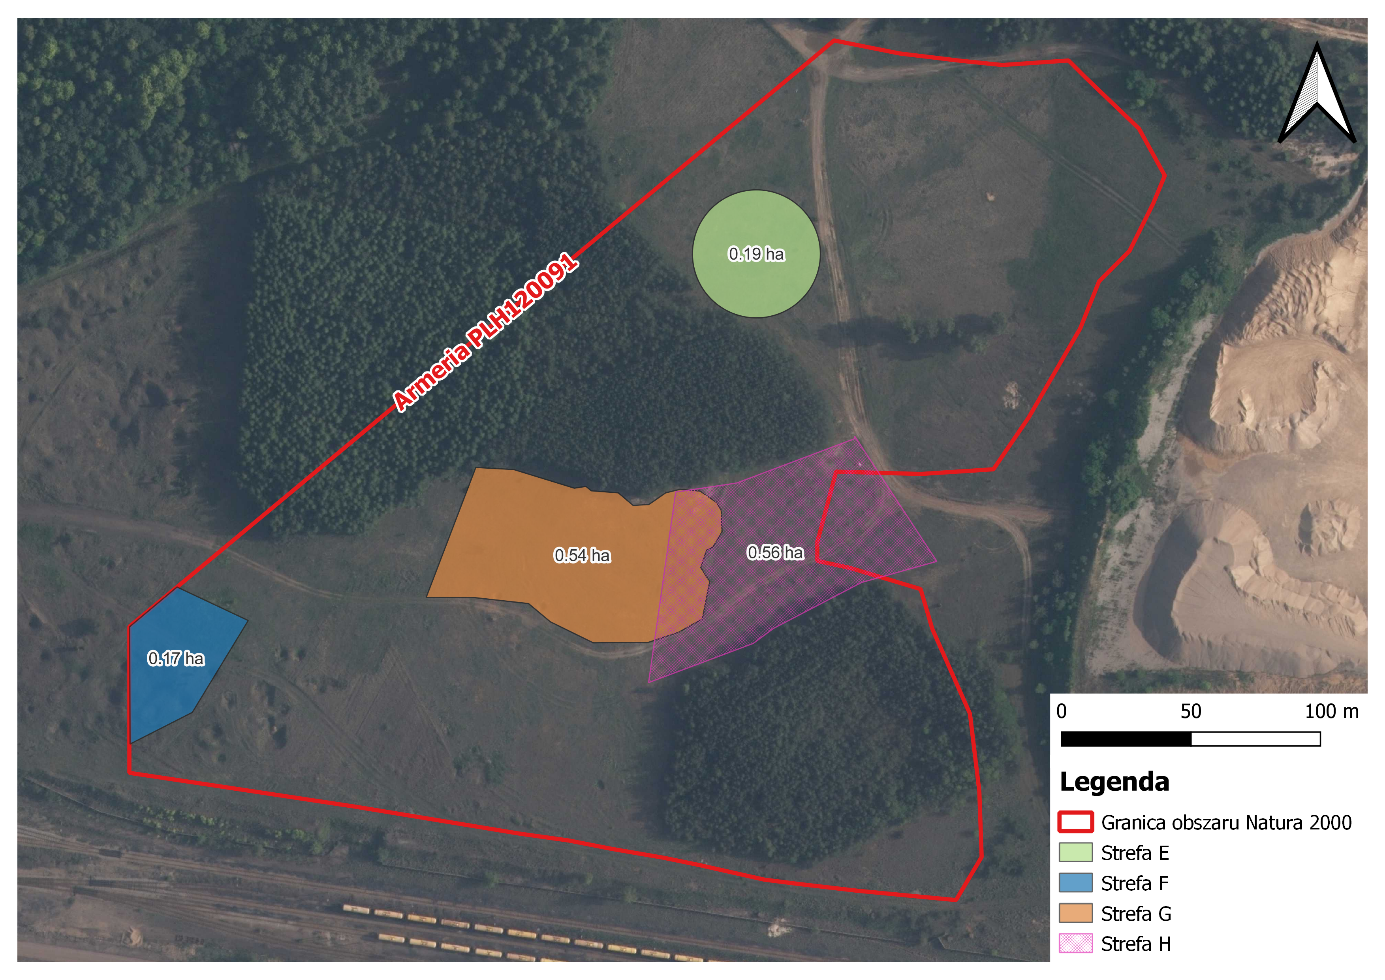 Armeria PLH120091
0.19 ha
0.54 ha
0.56 ha
0.17 ha
0 50 100 m
Legenda
Granica obszaru Natura 2000
Strefa E
Strefa F
Strefa G
Strefa H